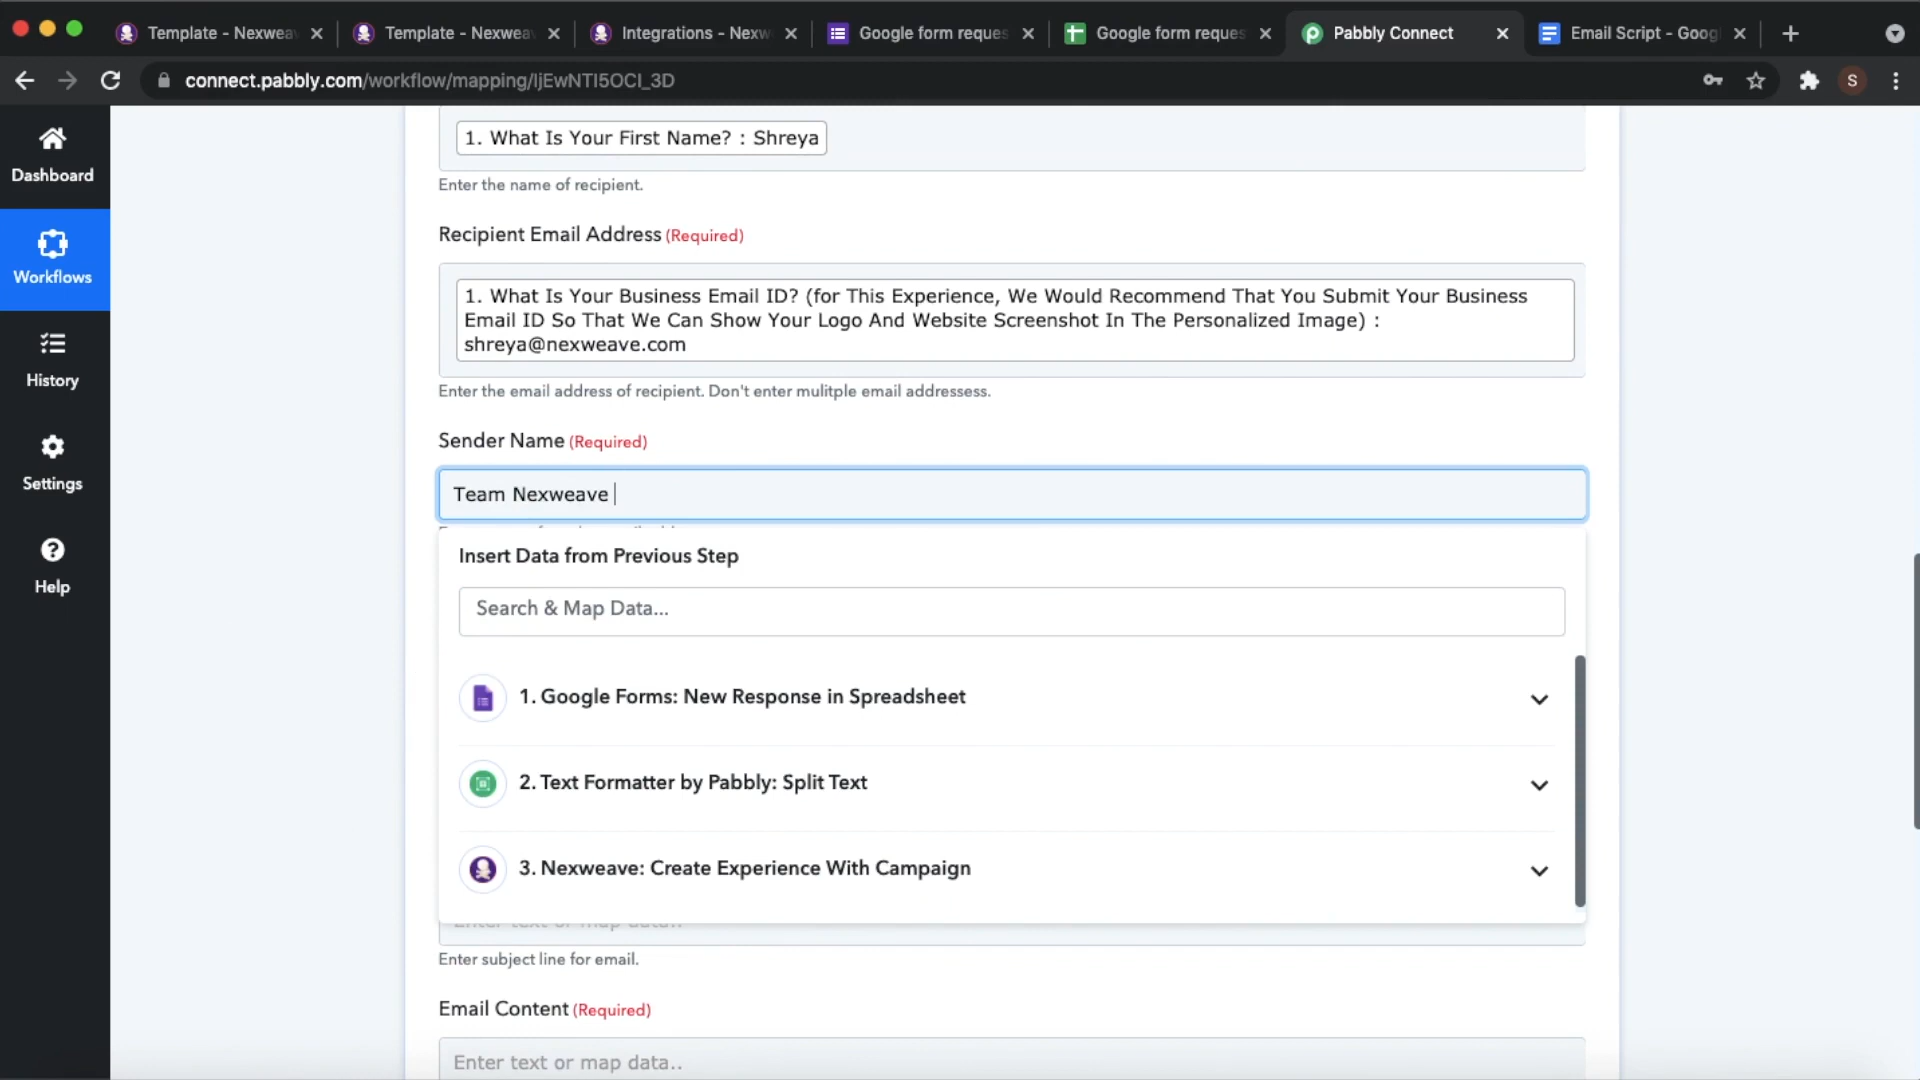 Template - Nexwea
Template - Nexwea
Integrations - Nexw
Google form reques
Google form reques
Pabbly Connect
Email Script - Goog
connect.pabbly.com/workflow/mapping/IjEwNTI5OCI_3D
S
Dashboard
Workflows
History
Settings
Help
1. What Is Your First Name? : Shreya
Enter the name of recipient.
Recipient Email Address (Required)
1. What Is Your Business Email ID? (for This Experience, We Would Recommend That You Submit Your Business
Email ID So That We Can Show Your Logo And Website Screenshot In The Personalized Image) :
shreya@nexweave.com
Enter the email address of recipient. Don't enter mulitple email addressess.
Sender Name (Required)
Team Nexweave
Insert Data from Previous Step
Search & Map Data...
1. Google Forms: New Response in Spreadsheet
2. Text Formatter by Pabbly: Split Text
3. Nexweave: Create Experience With Campaign
Enter text or map data..
Enter subject line for email.
Email Content (Required)
Enter text or map data..